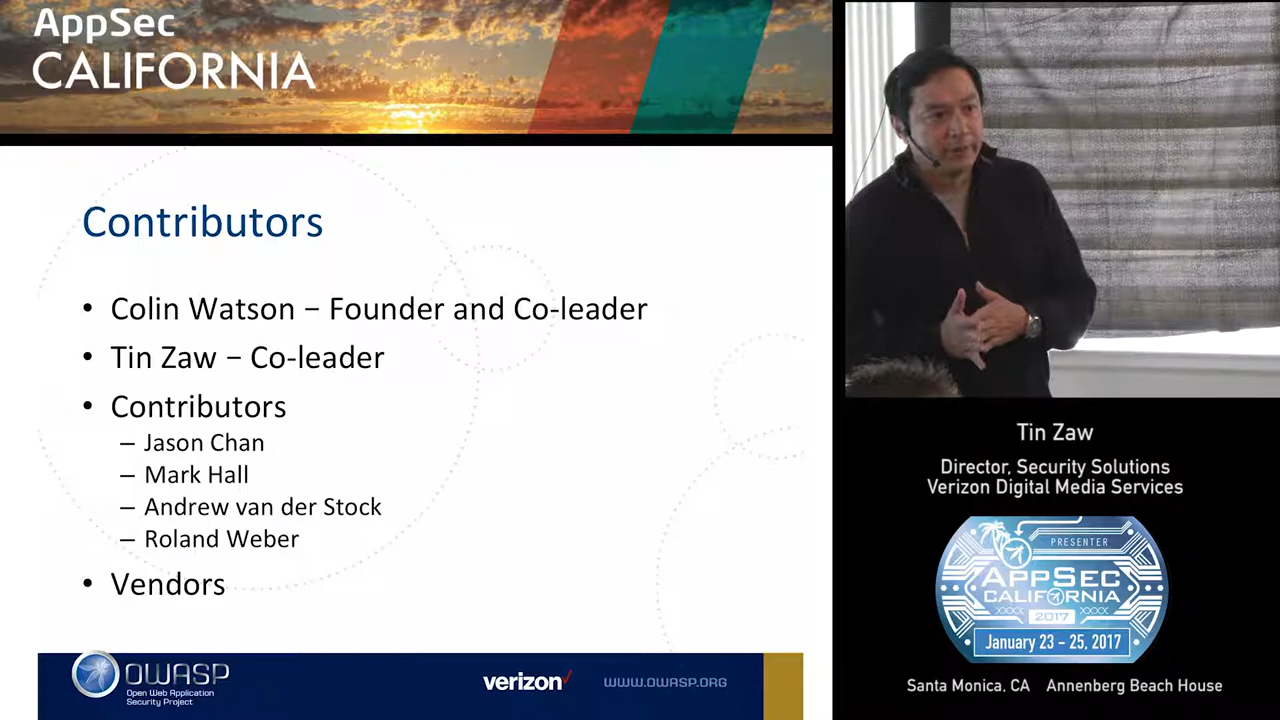 AppSec
CALIFORNIA
Contributors
• Colin Watson – Founder and Co-leader
• Tin Zaw – Co-leader
• Contributors
– Jason Chan
– Mark Hall
– Andrew van der Stock
– Roland Weber
• Vendors
OWASP
Open Web Application
Security Project
verizon
WWW.OWASP.ORG
Tin Zaw
Director, Security Solutions
Verizon Digital Media Services
PRESENTER
APPSEC
CALIFORNIA
2017
January 23 – 25, 2017
Santa Monica, CA Annenberg Beach House